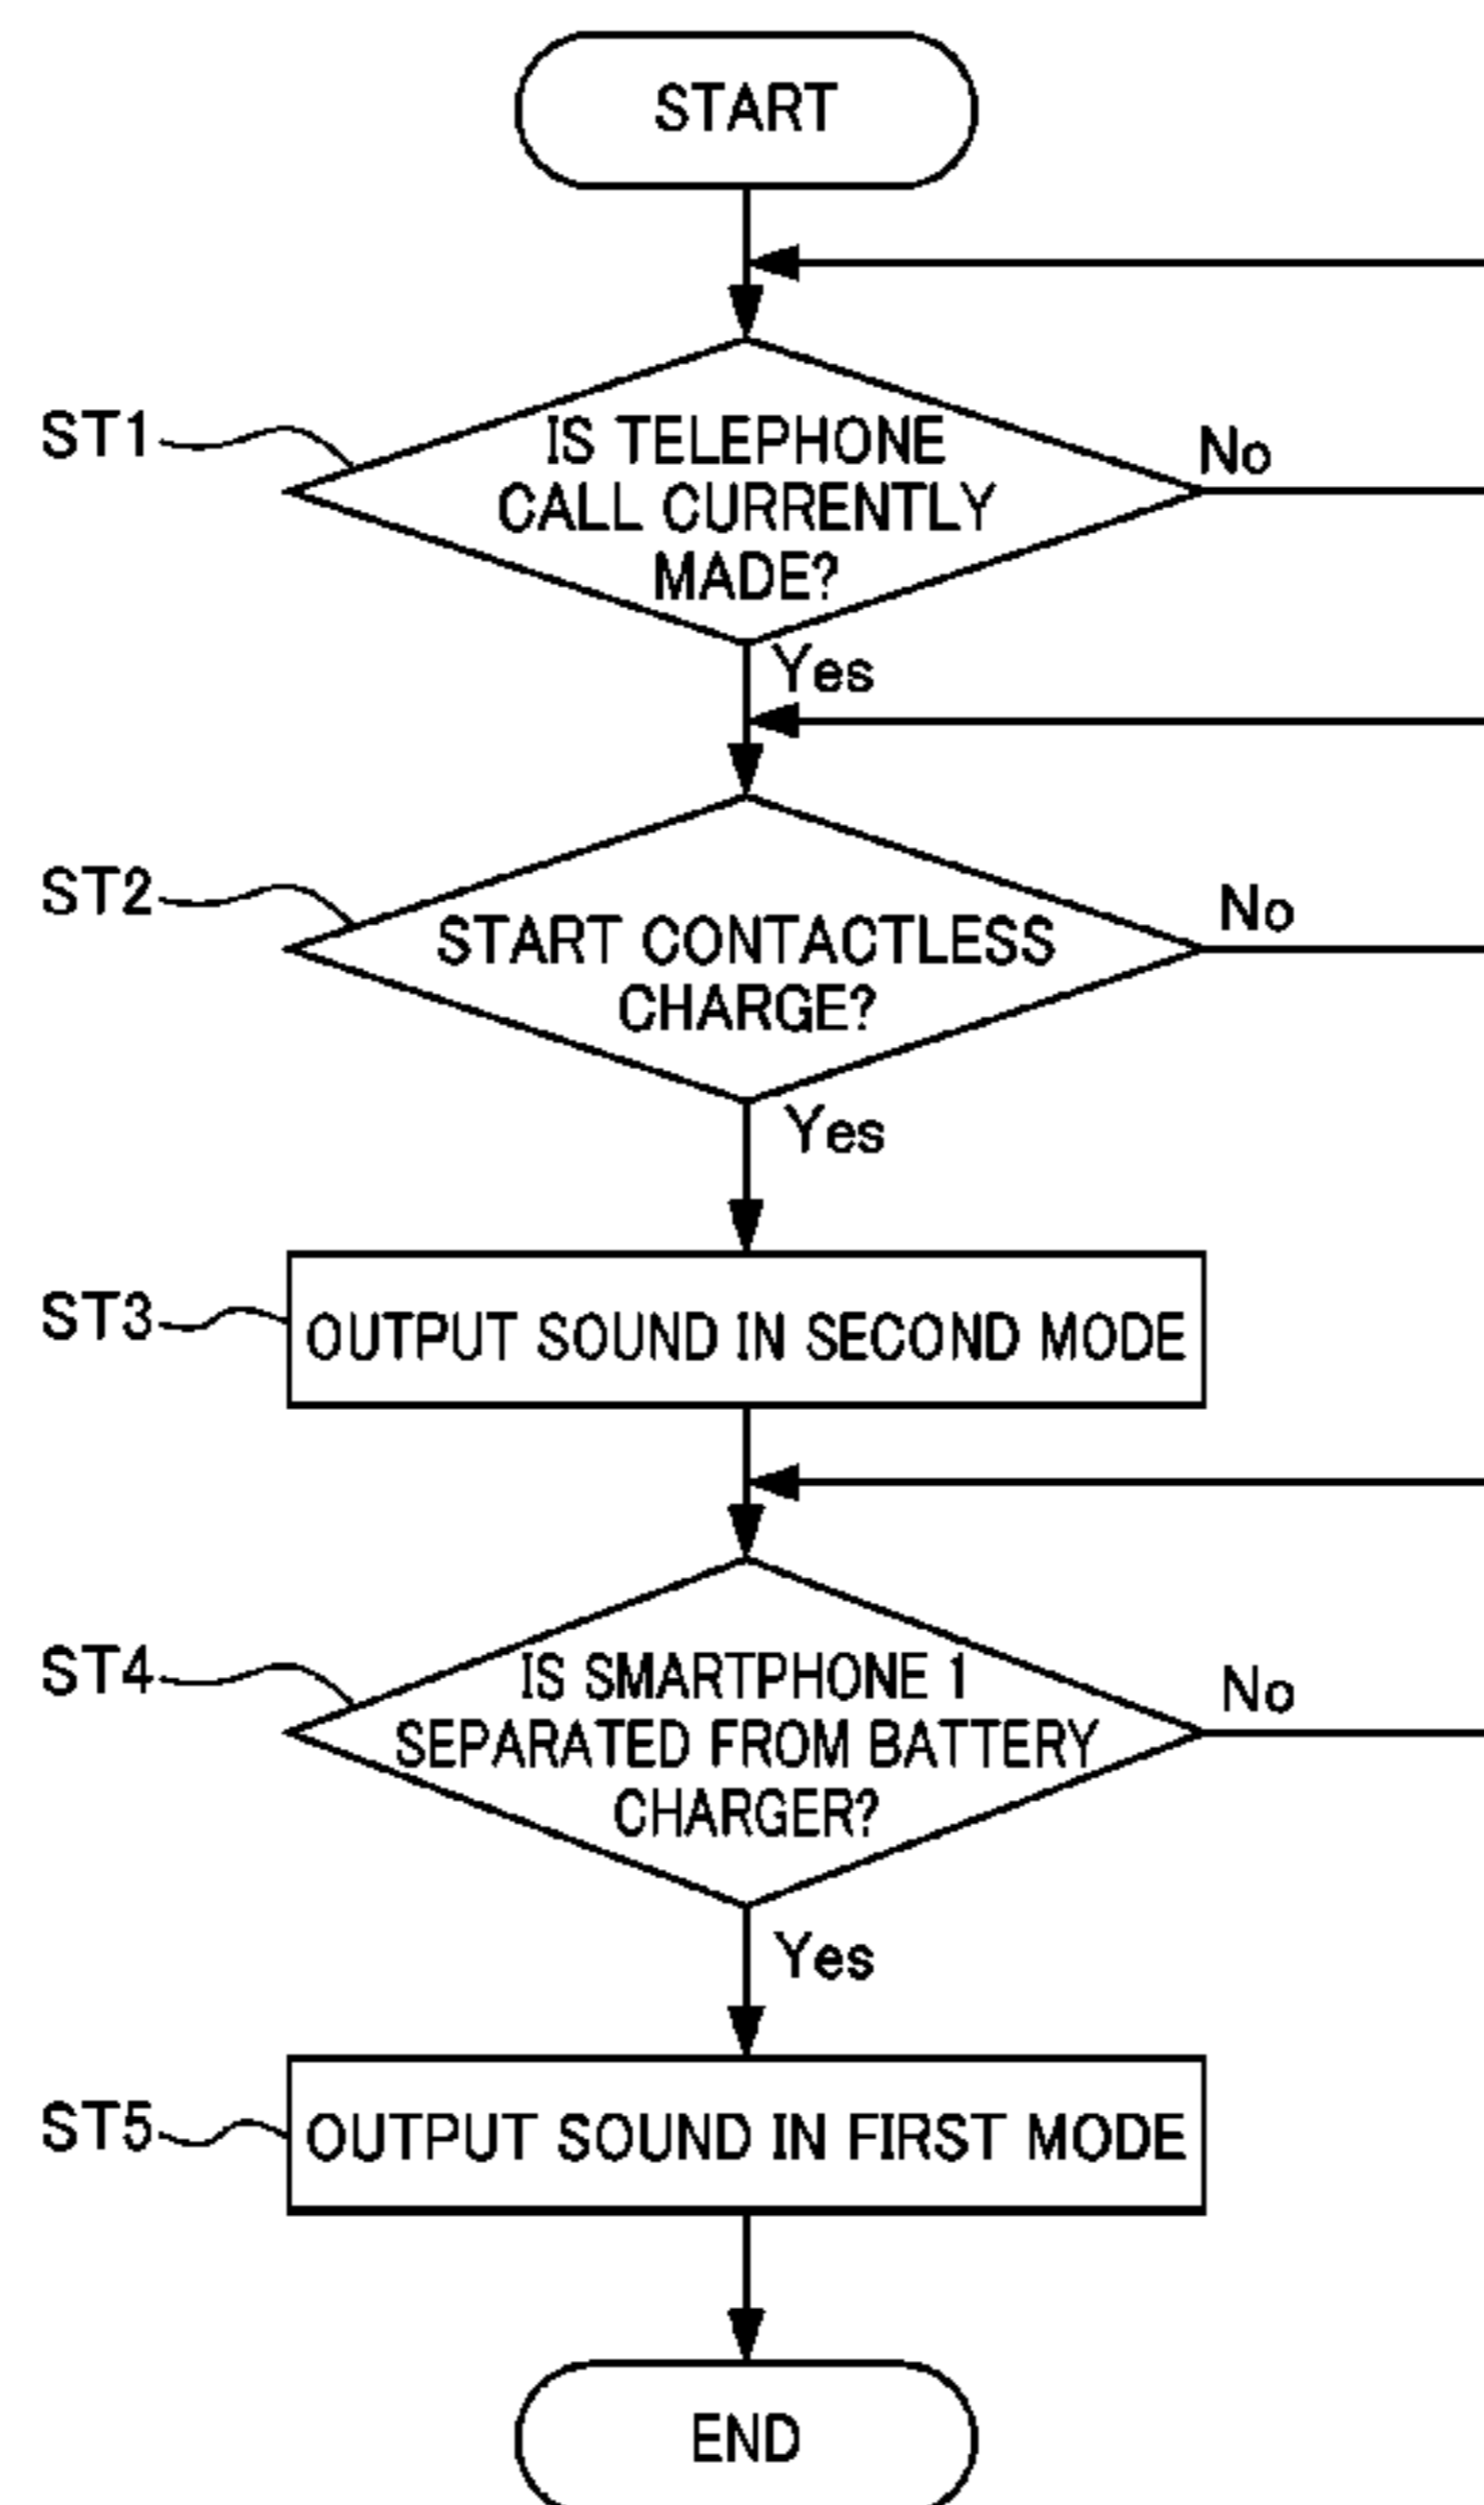 START
ST1
IS TELEPHONE
CALL CURRENTLY
MADE?
No
Yes
ST2
START CONTACTLESS
CHARGE?
No
Yes
ST3
OUTPUT SOUND IN SECOND MODE
ST4
IS SMARTPHONE 1
SEPARATED FROM BATTERY
CHARGER?
No
Yes
ST5
OUTPUT SOUND IN FIRST MODE
END